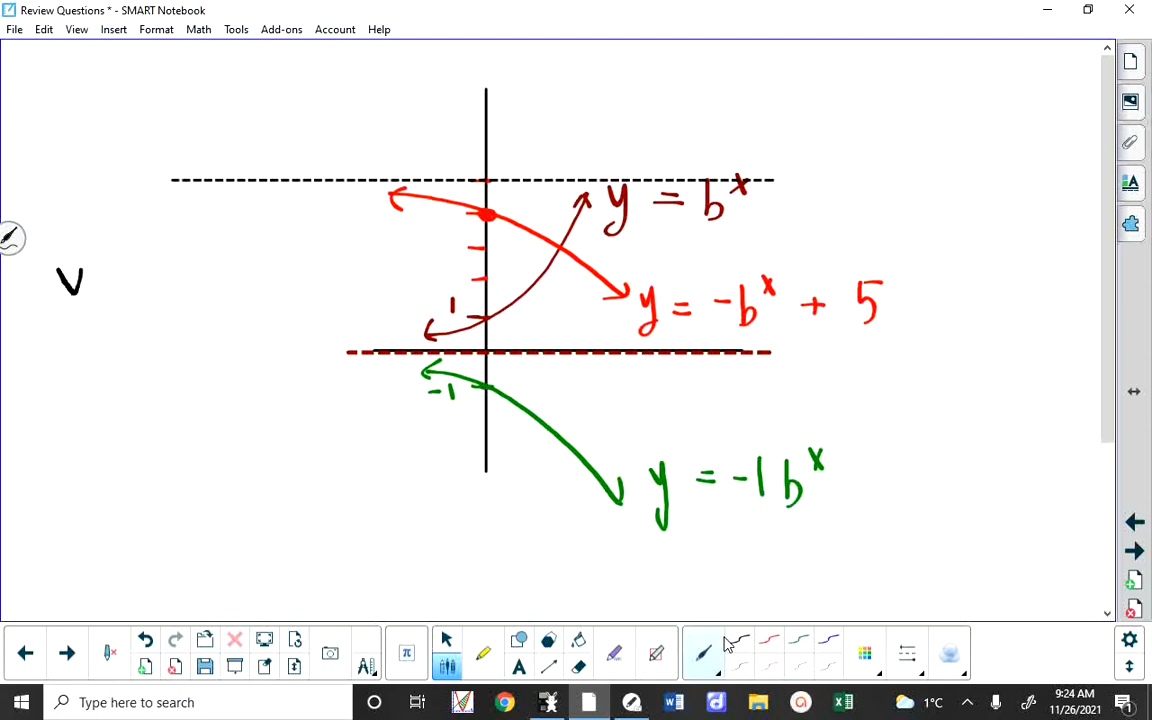 Review Questions * - SMART Notebook
File Edit View Insert Format Math Tools Add-ons Account Help
y = b^x
V
1
y = -b^x + 5
-1
y = -1b^x
π
A
Type here to search
1°C
9:24 AM
11/26/2021
1